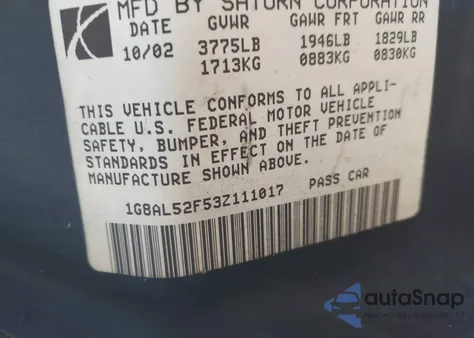 MFD BY SATURN CORPORATION
DATE GVWR GAWR FRT GAWR RR
10/02 3775LB 1946LB 1829LB
1713KG 0883KG 0830KG
THIS VEHICLE CONFORMS TO ALL APPLI-
CABLE U.S. FEDERAL MOTOR VEHICLE
SAFETY, BUMPER, AND THEFT PREVENTION
STANDARDS IN EFFECT ON THE DATE OF
MANUFACTURE SHOWN ABOVE.
1G8AL52F53Z111017 PASS CAR
autaSnap